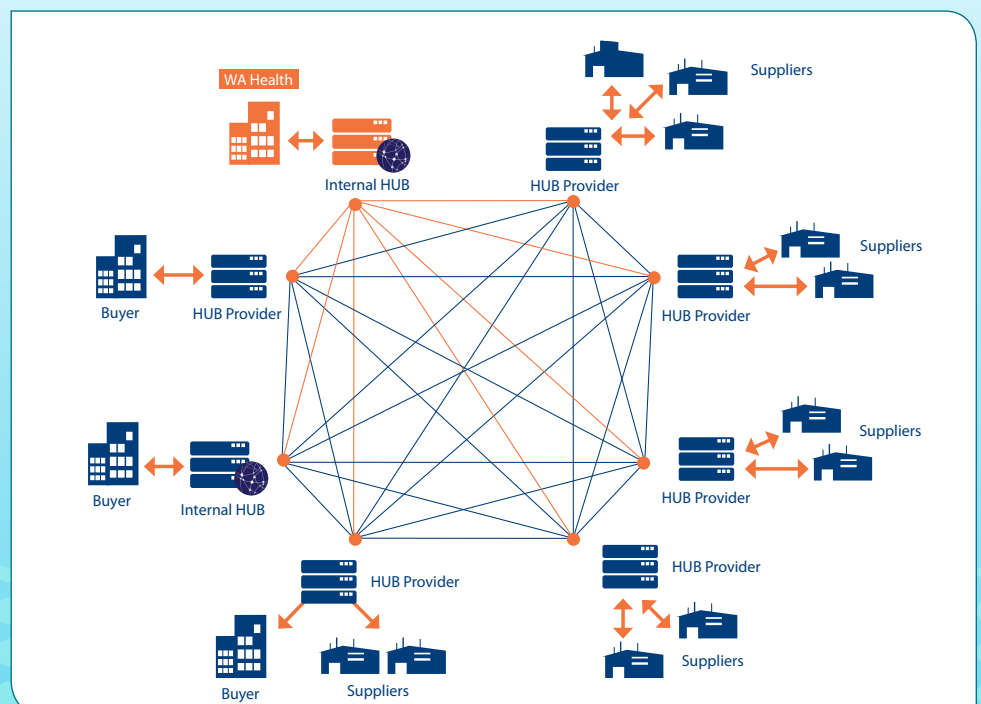 WA Health
Suppliers
Internal HUB
HUB Provider
Suppliers
Buyer
HUB Provider
HUB Provider
Suppliers
Buyer
Internal HUB
HUB Provider
HUB Provider
HUB Provider
Suppliers
Buyer
Suppliers